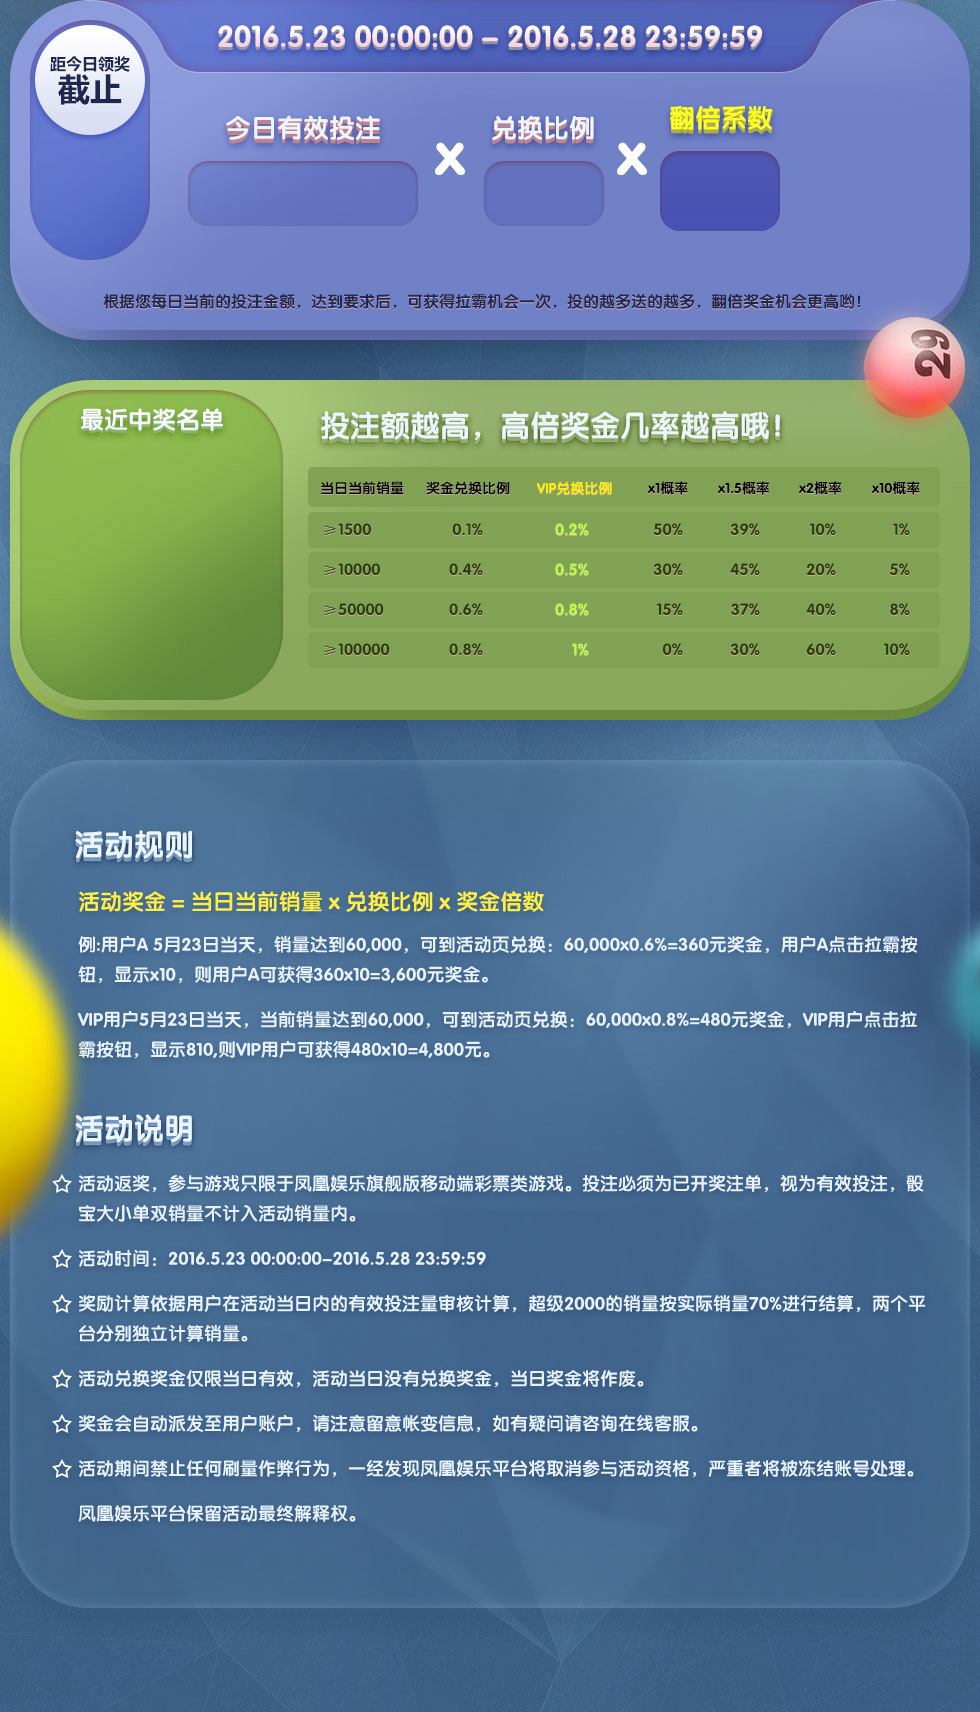 2016.5.23 00:00:00 – 2016.5.28 23:59:59
距今日领奖
截止
今日有效投注 x 兑换比例 x 翻倍系数
根据您每日当前的投注金额，达到要求后，可获得拉霸机会一次，投的越多送的越多，翻倍奖金机会更高哟！
29
最近中奖名单
投注额越高，高倍奖金几率越高哦！
当日当前销量 奖金兑换比例 VIP兑换比例 x1概率 x1.5概率 x2概率 x10概率
≥1500 0.1% 0.2% 50% 39% 10% 1%
≥10000 0.4% 0.5% 30% 45% 20% 5%
≥50000 0.6% 0.8% 15% 37% 40% 8%
≥100000 0.8% 1% 0% 30% 60% 10%
活动规则
活动奖金 = 当日当前销量 x 兑换比例 x 奖金倍数
例:用户A 5月23日当天，销量达到60,000，可到活动页兑换：60,000x0.6%=360元奖金，用户A点击拉霸按
钮，显示x10，则用户A可获得360x10=3,600元奖金。
VIP用户5月23日当天，当前销量达到60,000，可到活动页兑换：60,000x0.8%=480元奖金，VIP用户点击拉
霸按钮，显示810,则VIP用户可获得480x10=4,800元。
活动说明
活动返奖，参与游戏只限于凤凰娱乐旗舰版移动端彩票类游戏。投注必须为已开奖注单，视为有效投注，骰
宝大小单双销量不计入活动销量内。
活动时间：2016.5.23 00:00:00–2016.5.28 23:59:59
奖励计算依据用户在活动当日内的有效投注量审核计算，超级2000的销量按实际销量70%进行结算，两个平
台分别独立计算销量。
活动兑换奖金仅限当日有效，活动当日没有兑换奖金，当日奖金将作废。
奖金会自动派发至用户账户，请注意留意帐变信息，如有疑问请咨询在线客服。
活动期间禁止任何刷量作弊行为，一经发现凤凰娱乐平台将取消参与活动资格，严重者将被冻结账号处理。
凤凰娱乐平台保留活动最终解释权。